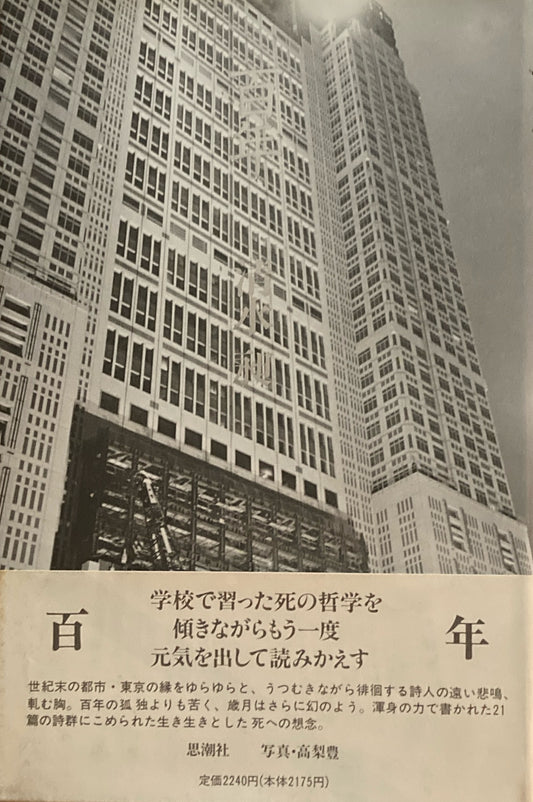 百年
学校で習った死の哲学を
傾きながらもう一度
元気を出して読みかえす
世紀末の都市・東京の縁をゆらゆらと、うつむきながら徘徊する詩人の遠い悲鳴、
軋む胸。百年の孤独よりも苦く、歳月はさらに幻のよう。渾身の力で書かれた21
篇の詩群にこめられた生き生きとした死への想念。
思潮社 写真・高梨豊
定価2240円(本体2175円)